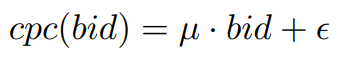 cpc(bid) = μ · bid + ϵ